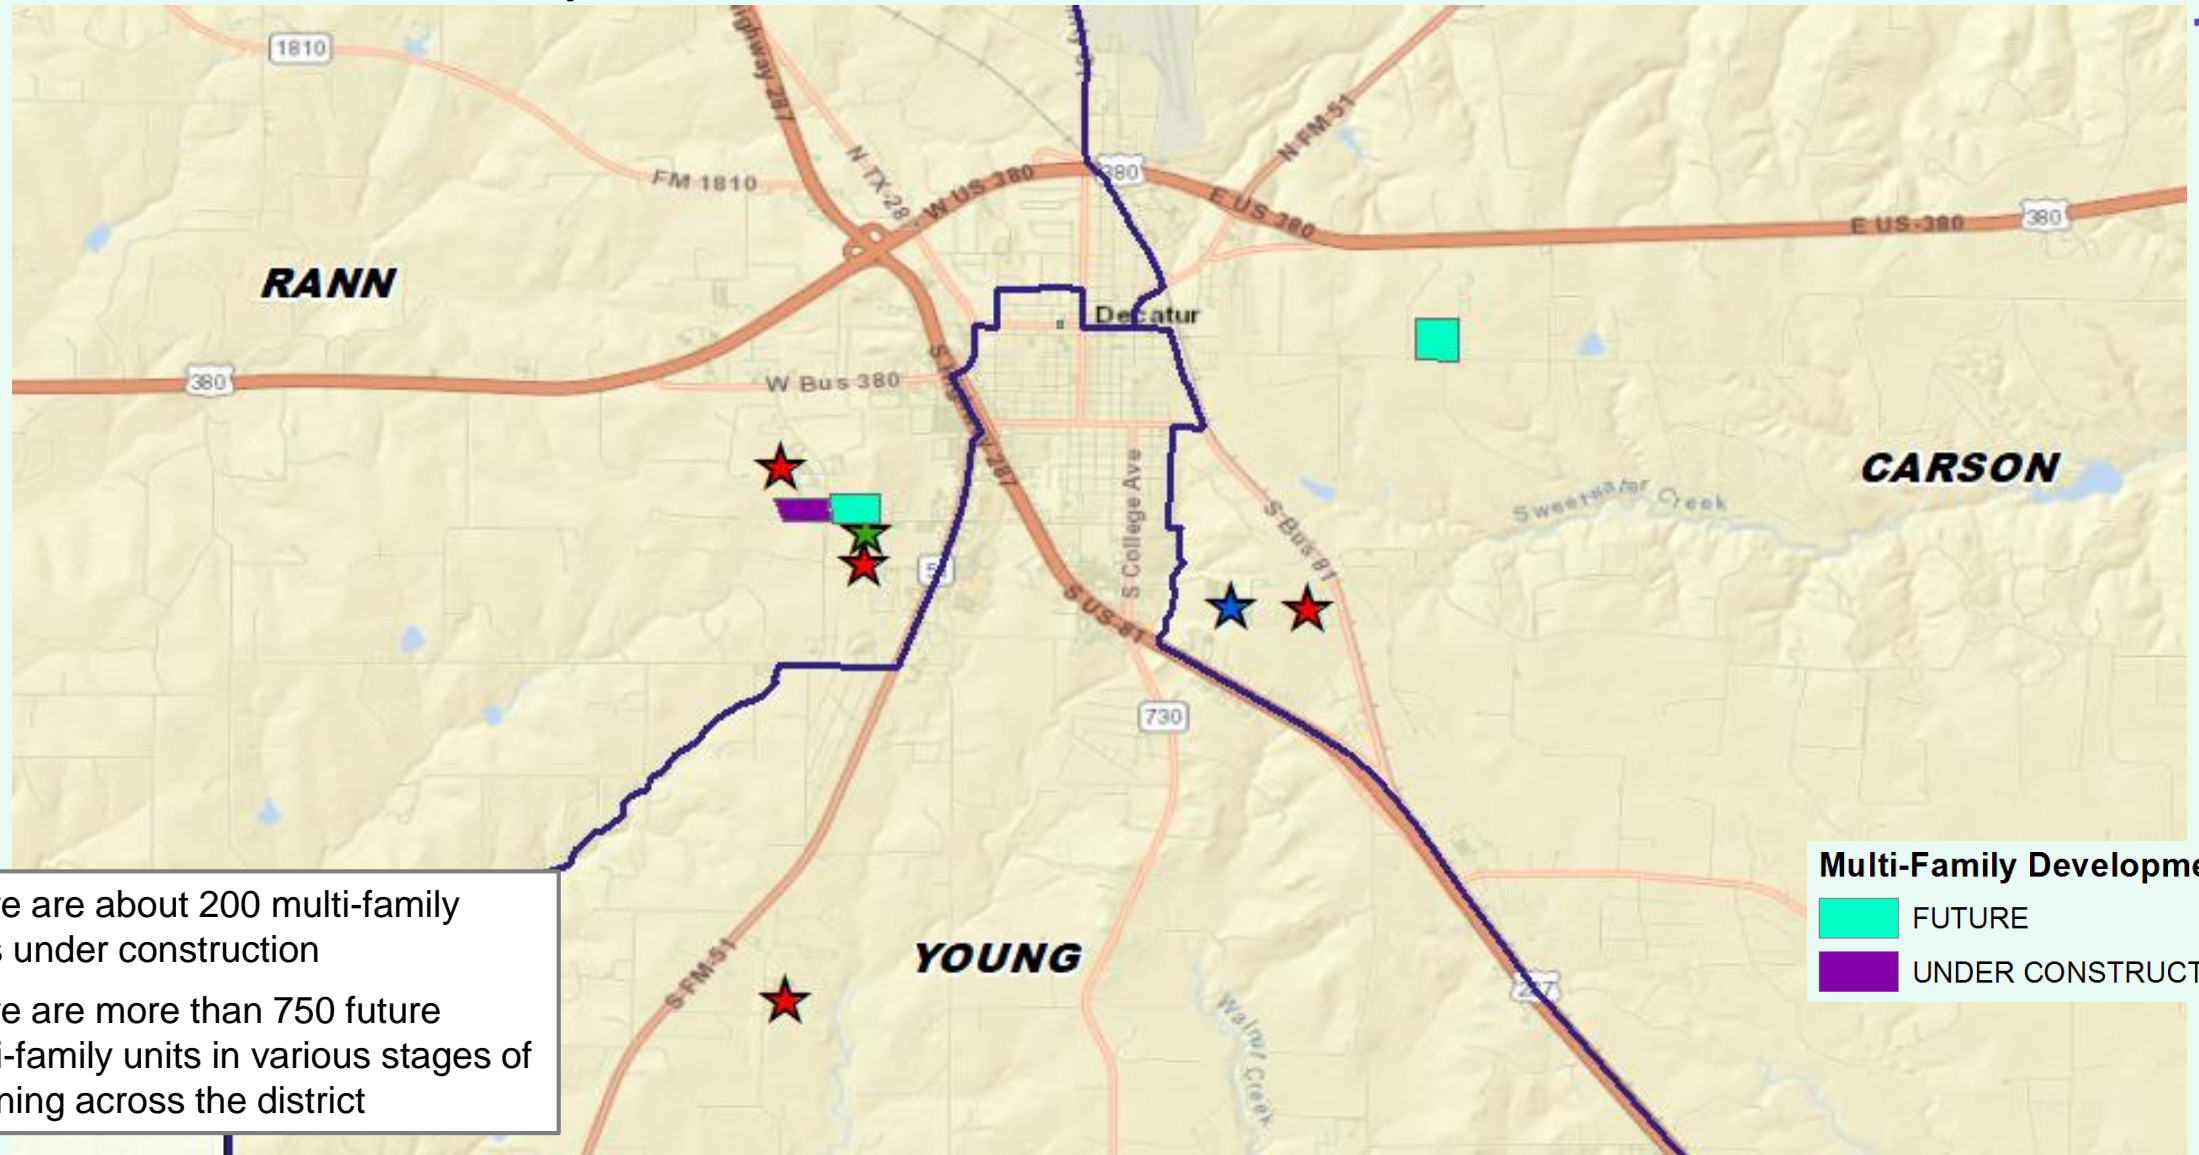 1810
Highway 287
N FM-51
FM 1810
N TX-28
W US 380
380
E US 380
E US-380
380
RANN
Decatur
380
W Bus 380
S Highway 287
CARSON
Sweetwater Creek
S College Ave
S Bus 81
S US-81
730
Multi-Family Developme
FUTURE
UNDER CONSTRUCT
e are about 200 multi-family
s under construction
e are more than 750 future
i-family units in various stages of
ning across the district
YOUNG
S FM-51
287
Walnut Creek